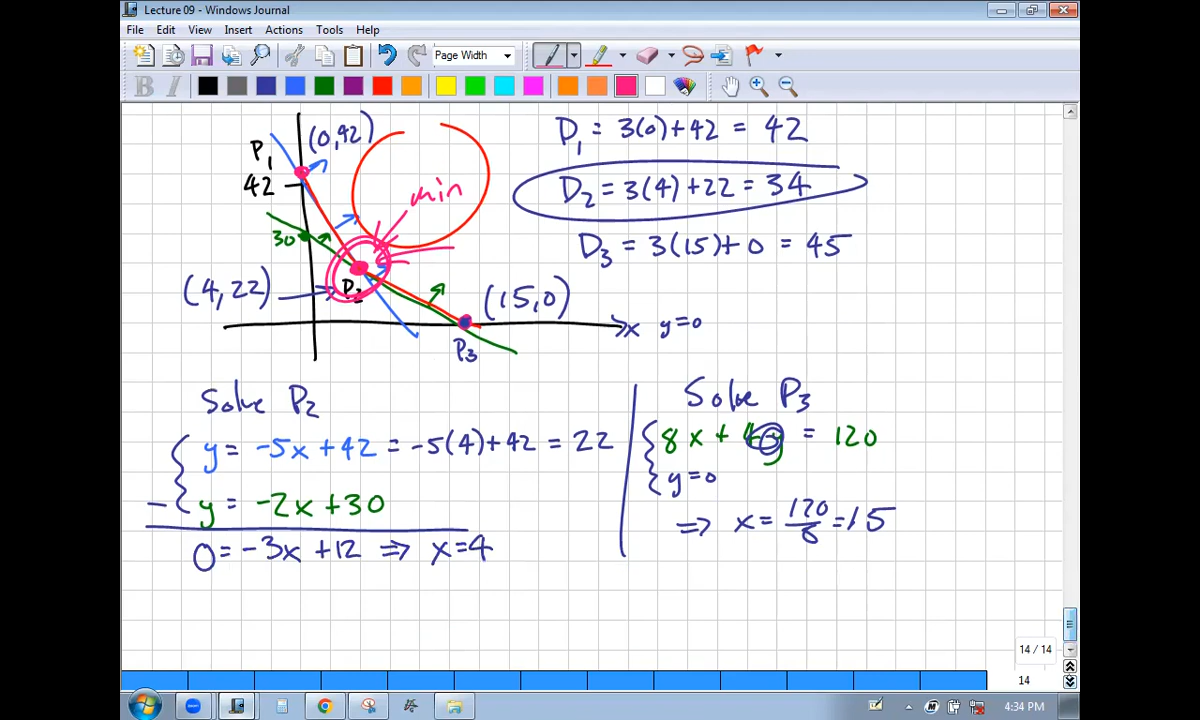 Lecture 09 - Windows Journal
File Edit View Insert Actions Tools Help
Page Width
B I
P₁
(0,42)
42
30
(4,22)
P₂
min
(15,0)
P₃
x y=0
D₁ = 3(0)+42 = 42
D₂ = 3(4)+22 = 34
D₃ = 3(15)+0 = 45
Solve P₂
y = -5x+42 = -5(4)+42 = 22
- y = -2x+30
0 = -3x+12 ⇒ x=4
Solve P₃
8x + 4y = 120
y=0
⇒ x = 120/8 = 15
14 / 14
14
4:34 PM